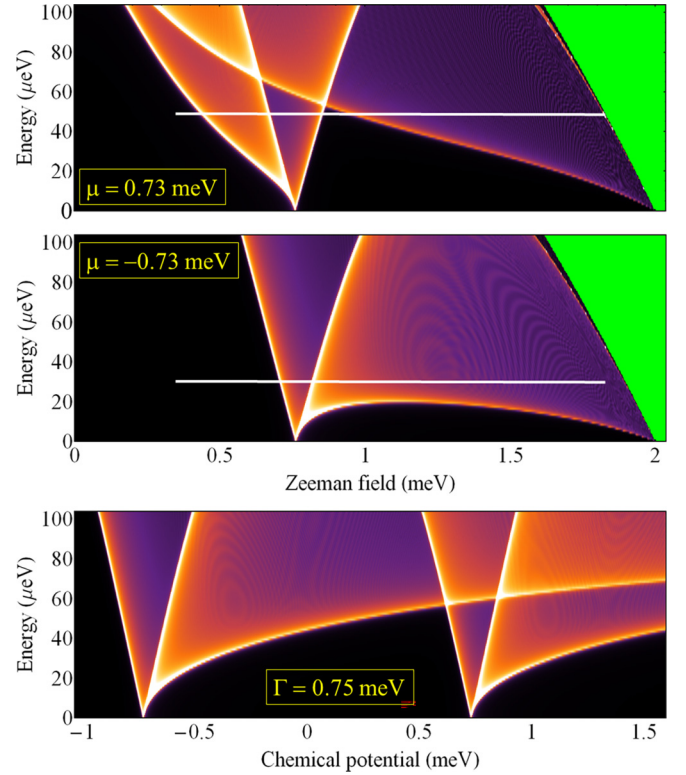 100
80
60
40
20
0
Energy (μeV)
μ = 0.73 meV
100
80
60
40
20
0
Energy (μeV)
μ = −0.73 meV
0 0.5 1 1.5 2
Zeeman field (meV)
100
80
60
40
20
0
Energy (μeV)
Γ = 0.75 meV
−1 −0.5 0 0.5 1
Chemical potential (meV)